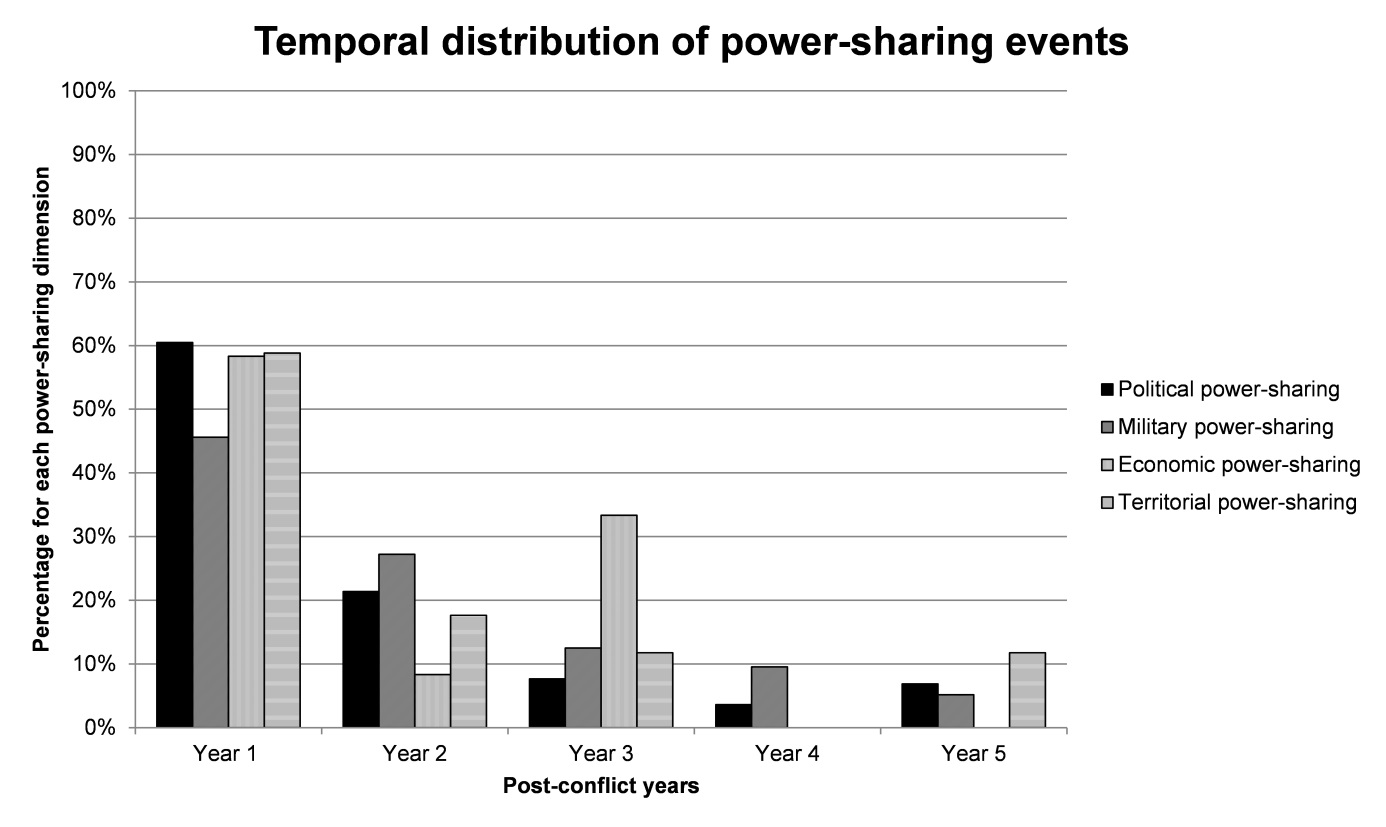 Temporal distribution of power-sharing events
Percentage for each power-sharing dimension
100%
90%
80%
70%
60%
50%
40%
30%
20%
10%
0%
Year 1
Year 2
Year 3
Year 4
Year 5
Post-conflict years
Political power-sharing
Military power-sharing
Economic power-sharing
Territorial power-sharing